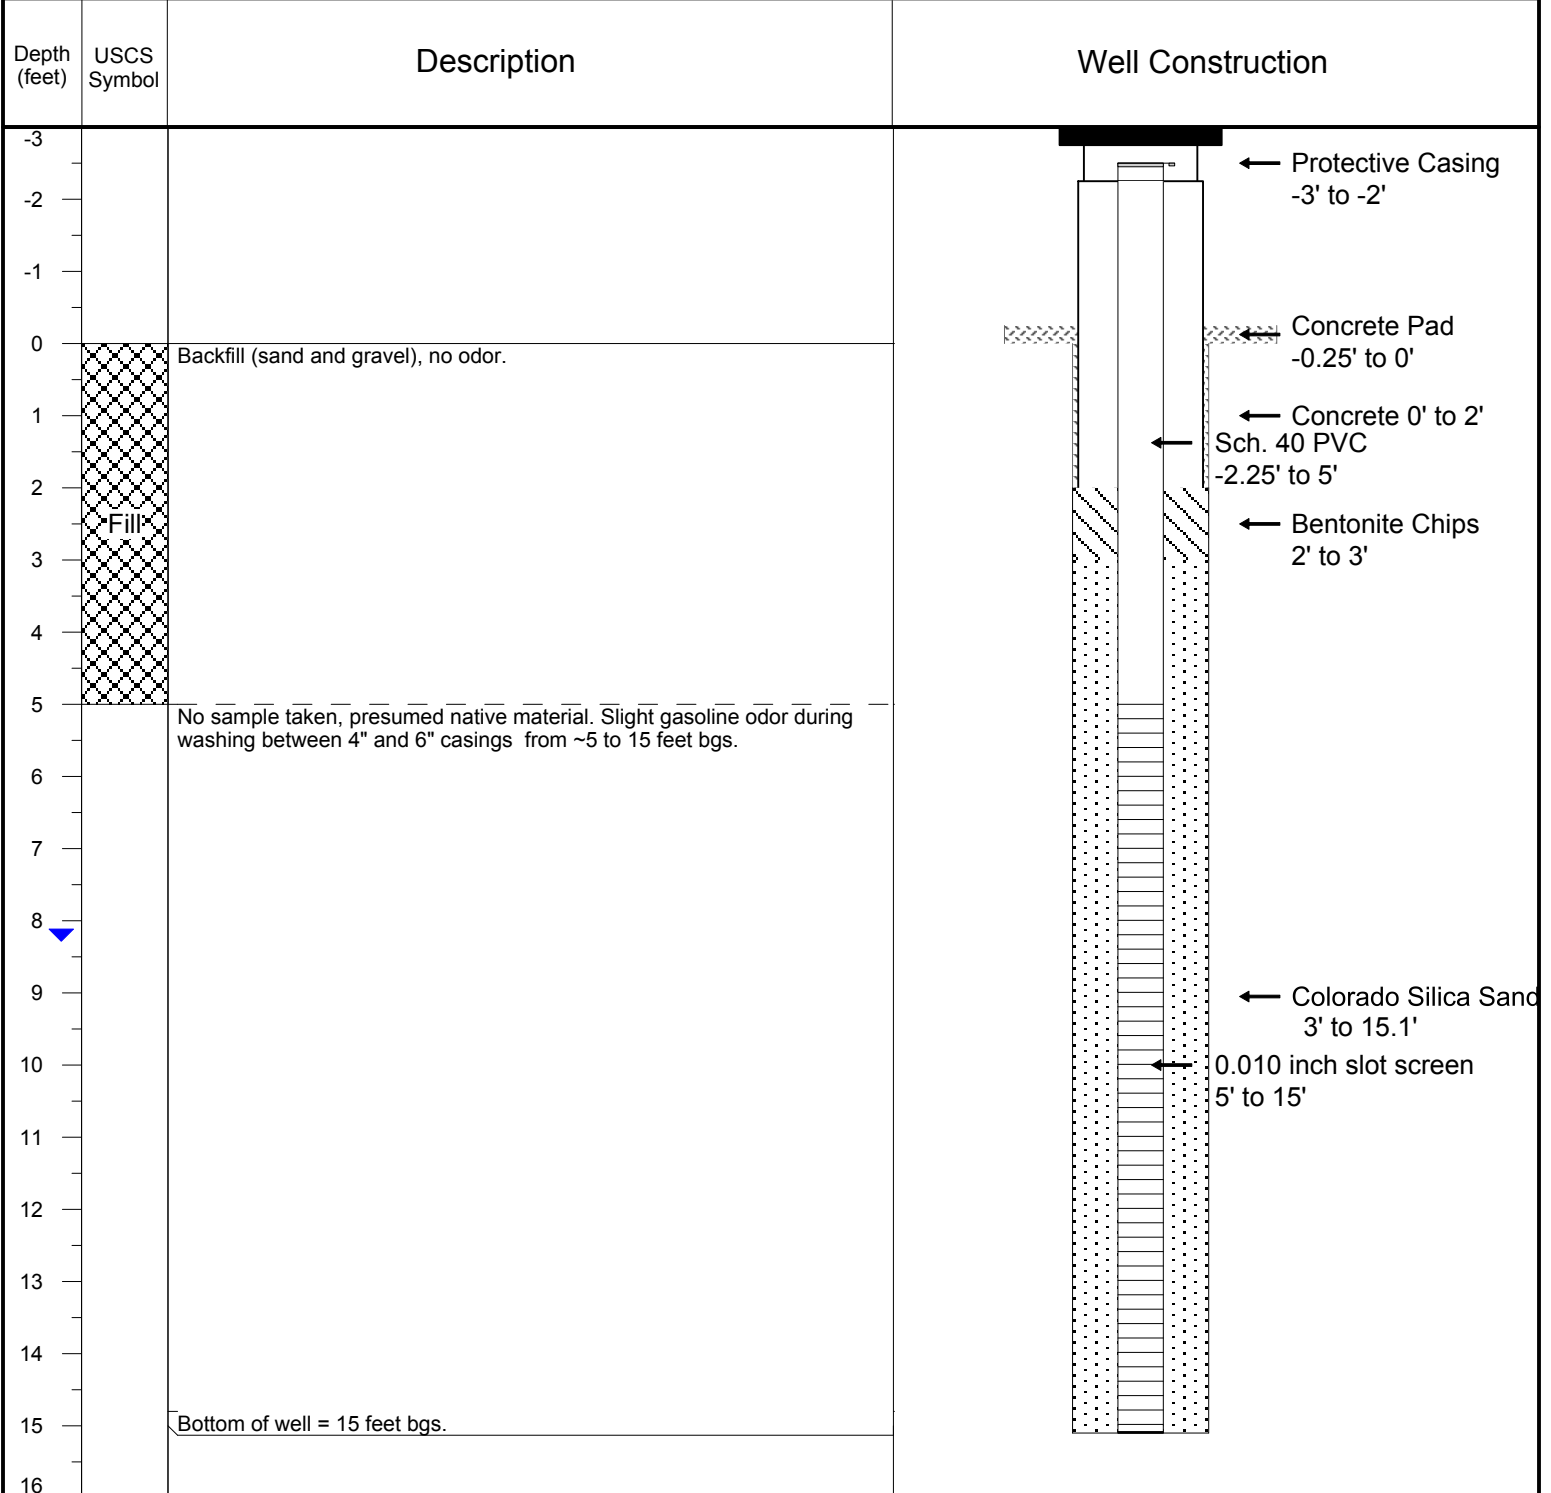 Depth
(feet)
USCS
Symbol
Description
Well Construction
-3
Protective Casing
-3' to -2'
-2
-1
Concrete Pad
-0.25' to 0'
0
Backfill (sand and gravel), no odor.
1
Concrete 0' to 2'
Sch. 40 PVC
-2.25' to 5'
2
Fill
Bentonite Chips
2' to 3'
3
4
5
No sample taken, presumed native material. Slight gasoline odor during
washing between 4" and 6" casings from ~5 to 15 feet bgs.
6
7
8
9
Colorado Silica Sand
3' to 15.1'
10
0.010 inch slot screen
5' to 15'
11
12
13
14
15
Bottom of well = 15 feet bgs.
16